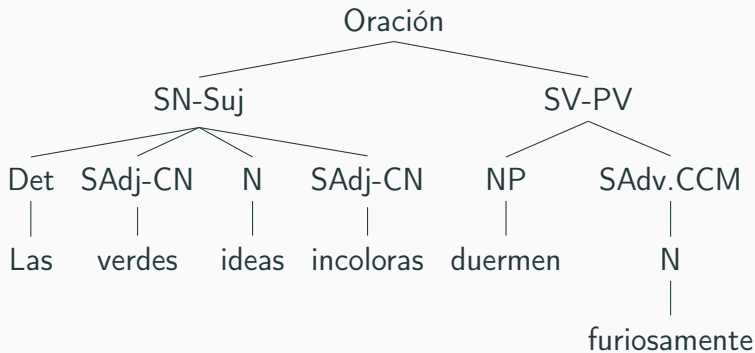 Oración
SN-Suj SV-PV
Det SAdj-CN N SAdj-CN NP SAdv.CCM
Las verdes ideas incoloras duermen N
furiosamente